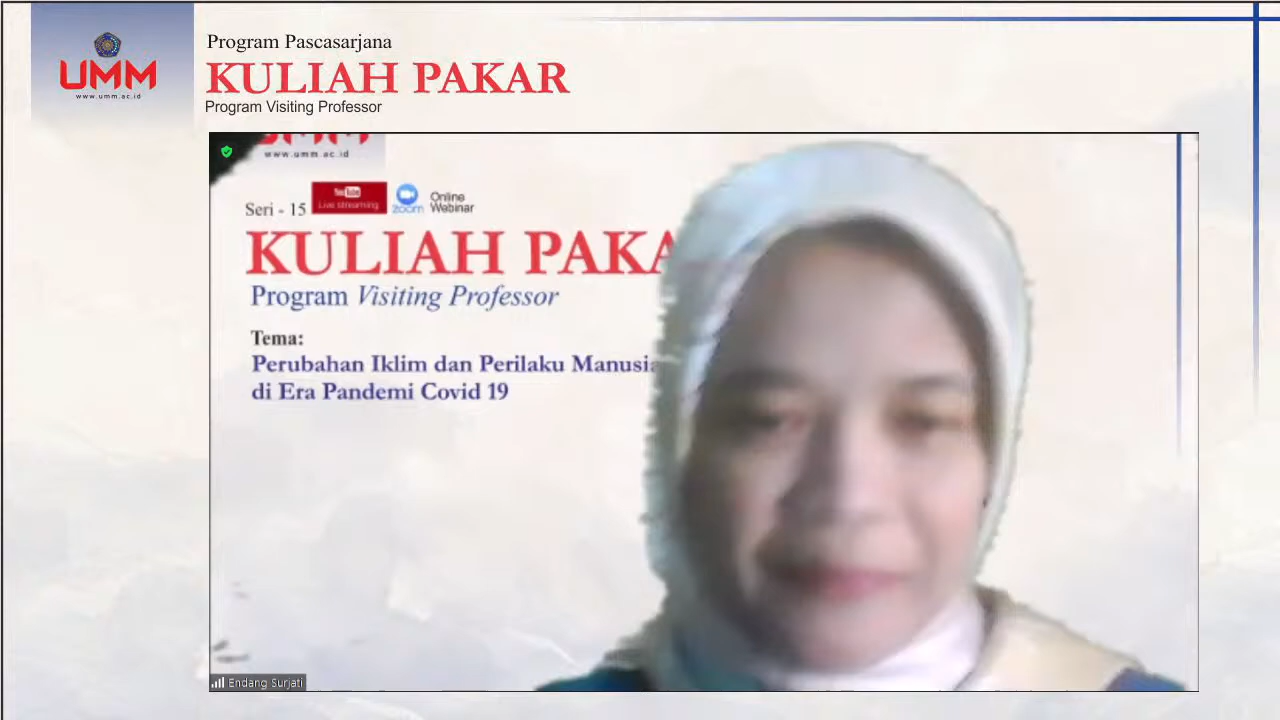 UMM
www.umm.ac.id
Program Pascasarjana
KULIAH PAKAR
Program Visiting Professor
UMM
www.umm.ac.id
Seri - 15
YouTube
Live streaming
zoom
Online
Webinar
KULIAH PAKA
Program Visiting Professor
Tema:
Perubahan Iklim dan Perilaku Manusia
di Era Pandemi Covid 19
Endang Surjati